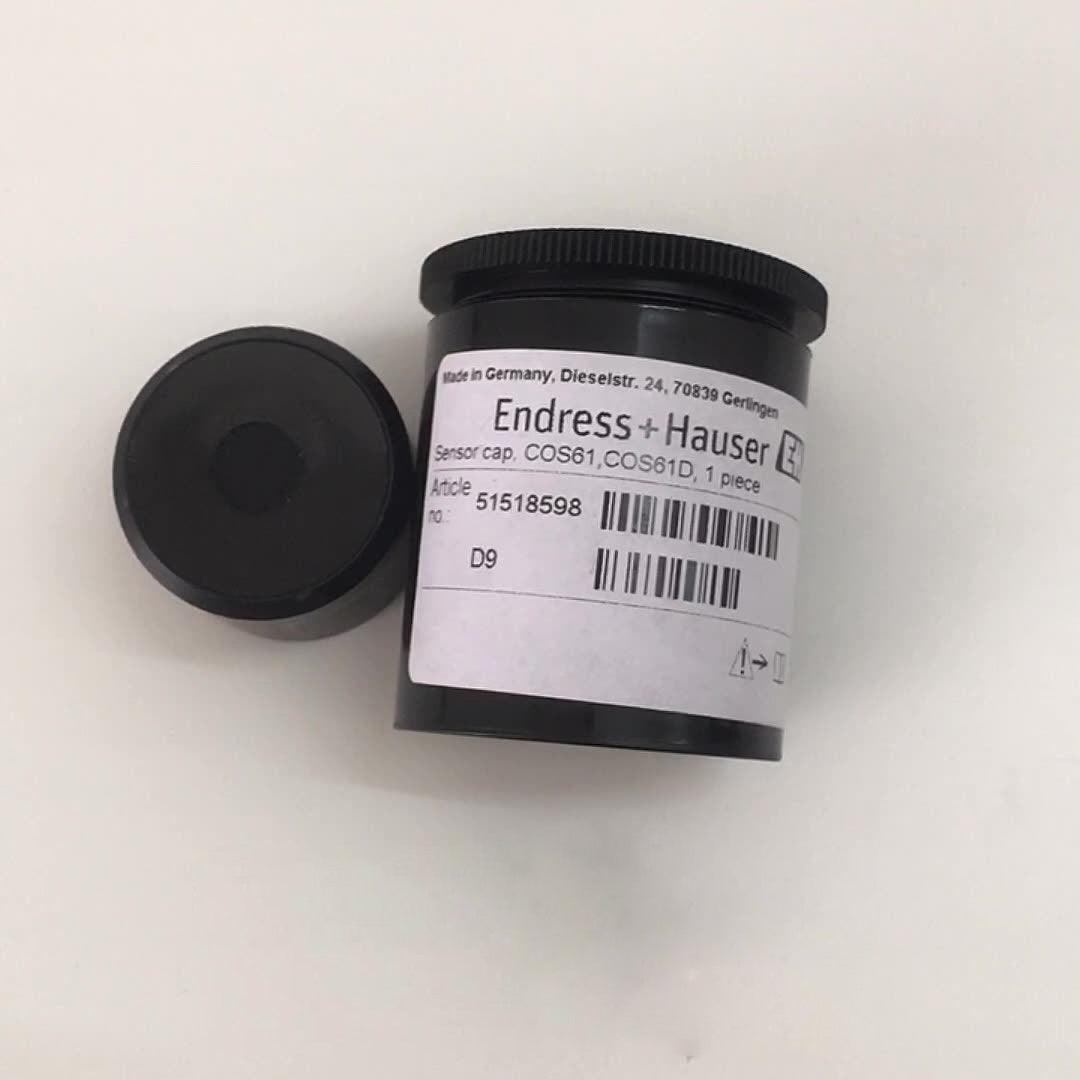 Made in Germany, Dieselstr. 24, 70839 Gerlingen
Endress+Hauser
Sensor cap, COS61,COS61D, 1 piece
Article no.: 51518598
D9